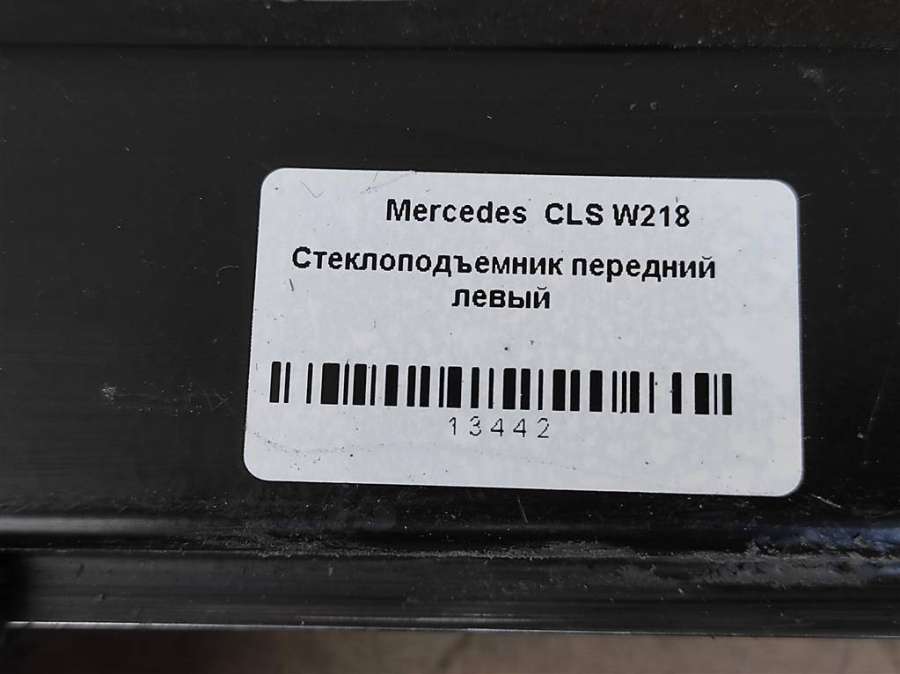 Mercedes CLS W218
Стеклоподъемник передний
левый
13442